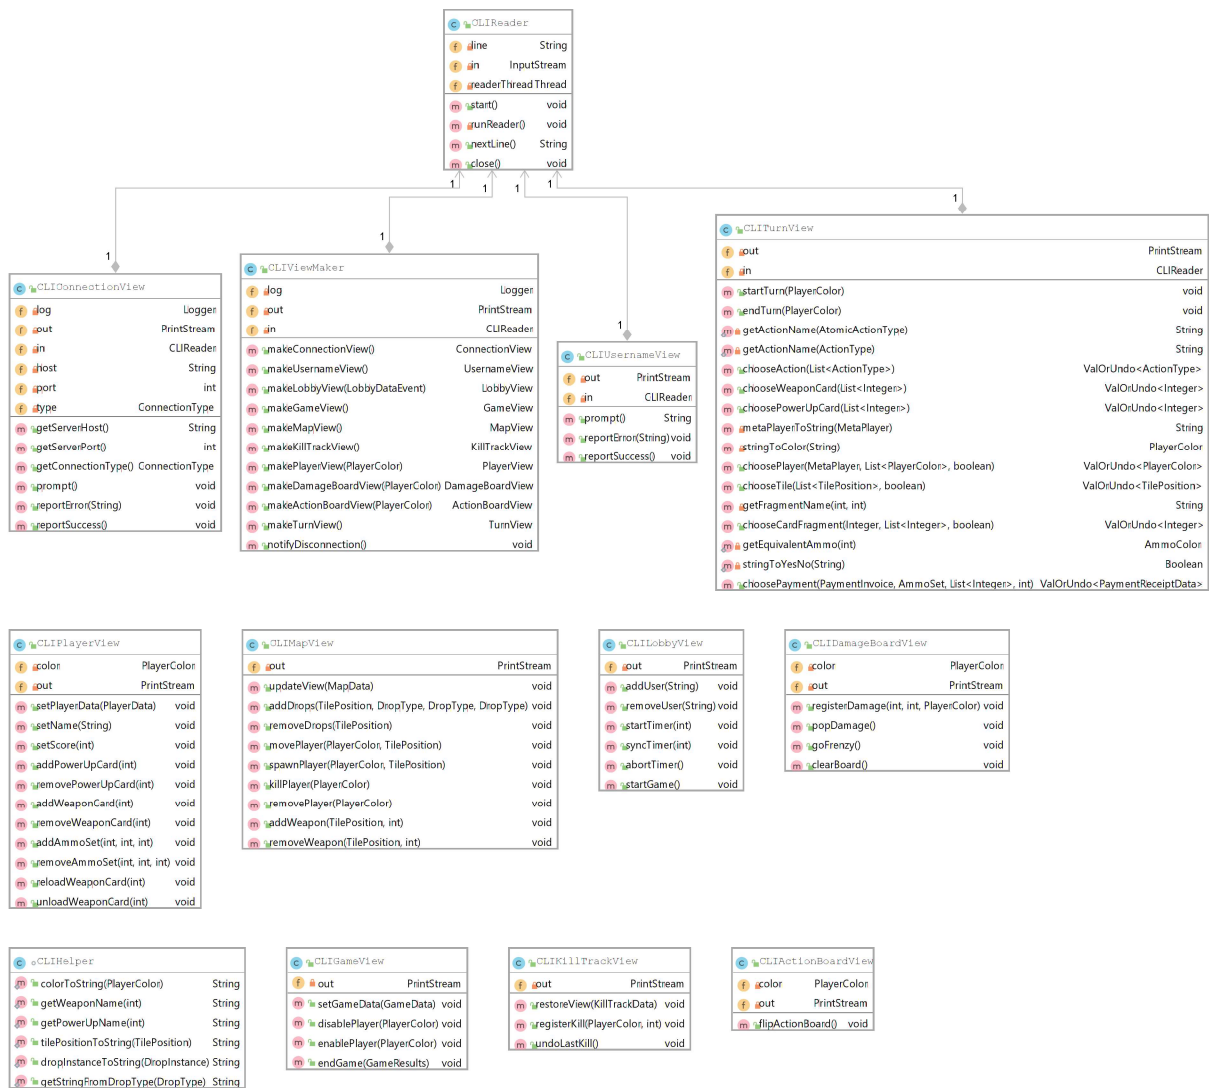 CLIReader
line String
in InputStream
readerThread Thread
start() void
runReader() void
nextLine() String
close() void
1 1 1 1
1
1
1
1
CLIConnectionView
log Logger
out PrintStream
in CLIReader
host String
port int
type ConnectionType
getServerHost() String
getServerPort() int
getConnectionType() ConnectionType
prompt() void
reportError(String) void
reportSuccess() void
CLIViewMaker
log Logger
out PrintStream
in CLIReader
makeConnectionView() ConnectionView
makeUsernameView() UsernameView
makeLobbyView(LobbyDataEvent) LobbyView
makeGameView() GameView
makeMapView() MapView
makeKillTrackView() KillTrackView
makePlayerView(PlayerColor) PlayerView
makeDamageBoardView(PlayerColor) DamageBoardView
makeActionBoardView(PlayerColor) ActionBoardView
makeTurnView() TurnView
notifyDisconnection() void
CLIUsernameView
out PrintStream
in CLIReader
prompt() String
reportError(String) void
reportSuccess() void
CLITurnView
out PrintStream
in CLIReader
startTurn(PlayerColor) void
endTurn(PlayerColor) void
getActionName(AtomicActionType) String
getActionName(ActionType) String
chooseAction(List<ActionType>) ValOrUndo<ActionType>
chooseWeaponCard(List<Integer>) ValOrUndo<Integer>
choosePowerUpCard(List<Integer>) ValOrUndo<Integer>
metaPlayerToString(MetaPlayer) String
stringToColor(String) PlayerColor
choosePlayer(MetaPlayer, List<PlayerColor>, boolean) ValOrUndo<PlayerColor>
chooseTile(List<TilePosition>, boolean) ValOrUndo<TilePosition>
getFragmentName(int, int) String
chooseCardFragment(Integer, List<Integer>, boolean) ValOrUndo<Integer>
getEquivalentAmmo(int) AmmoColor
stringToYesNo(String) Boolean
choosePayment(PaymentInvoice, AmmoSet, List<Integer>, int) ValOrUndo<PaymentReceiptData>
CLIPlayerView
color PlayerColor
out PrintStream
setPlayerData(PlayerData) void
setName(String) void
setScore(int) void
addPowerUpCard(int) void
removePowerUpCard(int) void
addWeaponCard(int) void
removeWeaponCard(int) void
addAmmoSet(int, int, int) void
removeAmmoSet(int, int, int) void
reloadWeaponCard(int) void
unloadWeaponCard(int) void
CLIMapView
out PrintStream
updateView(MapData) void
addDrops(TilePosition, DropType, DropType, DropType) void
removeDrops(TilePosition) void
movePlayer(PlayerColor, TilePosition) void
spawnPlayer(PlayerColor, TilePosition) void
killPlayer(PlayerColor) void
removePlayer(PlayerColor) void
addWeapon(TilePosition, int) void
removeWeapon(TilePosition, int) void
CLILobbyView
out PrintStream
addUser(String) void
removeUser(String) void
startTimer(int) void
syncTimer(int) void
abortTimer() void
startGame() void
CLIDamageBoardView
color PlayerColor
out PrintStream
registerDamage(int, int, PlayerColor) void
popDamage() void
goFrenzy() void
clearBoard() void
CLIHelper
colorToString(PlayerColor) String
getWeaponName(int) String
getPowerUpName(int) String
tilePositionToString(TilePosition) String
dropInstanceToString(DropInstance) String
getStringFromDropType(DropType) String
CLIGameView
out PrintStream
setGameData(GameData) void
disablePlayer(PlayerColor) void
enablePlayer(PlayerColor) void
endGame(GameResults) void
CLIKillTrackView
out PrintStream
restoreView(KillTrackData) void
registerKill(PlayerColor, int) void
undoLastKill() void
CLIActionBoardView
color PlayerColor
out PrintStream
flipActionBoard() void